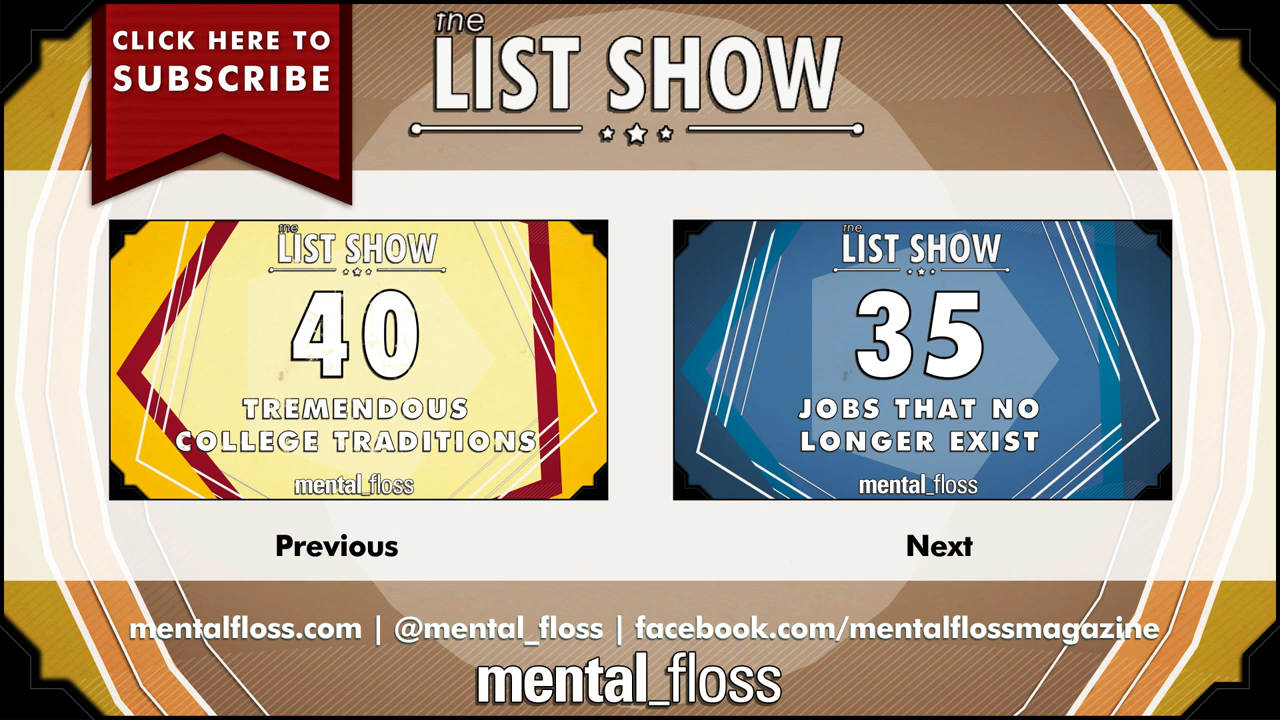 CLICK HERE TO
SUBSCRIBE
the
LIST SHOW
the
LIST SHOW
40
TREMENDOUS
COLLEGE TRADITIONS
mental_floss
Previous
the
LIST SHOW
35
JOBS THAT NO
LONGER EXIST
mental_floss
Next
mentalfloss.com | @mental_floss | facebook.com/mentalflossmagazine
mental_floss